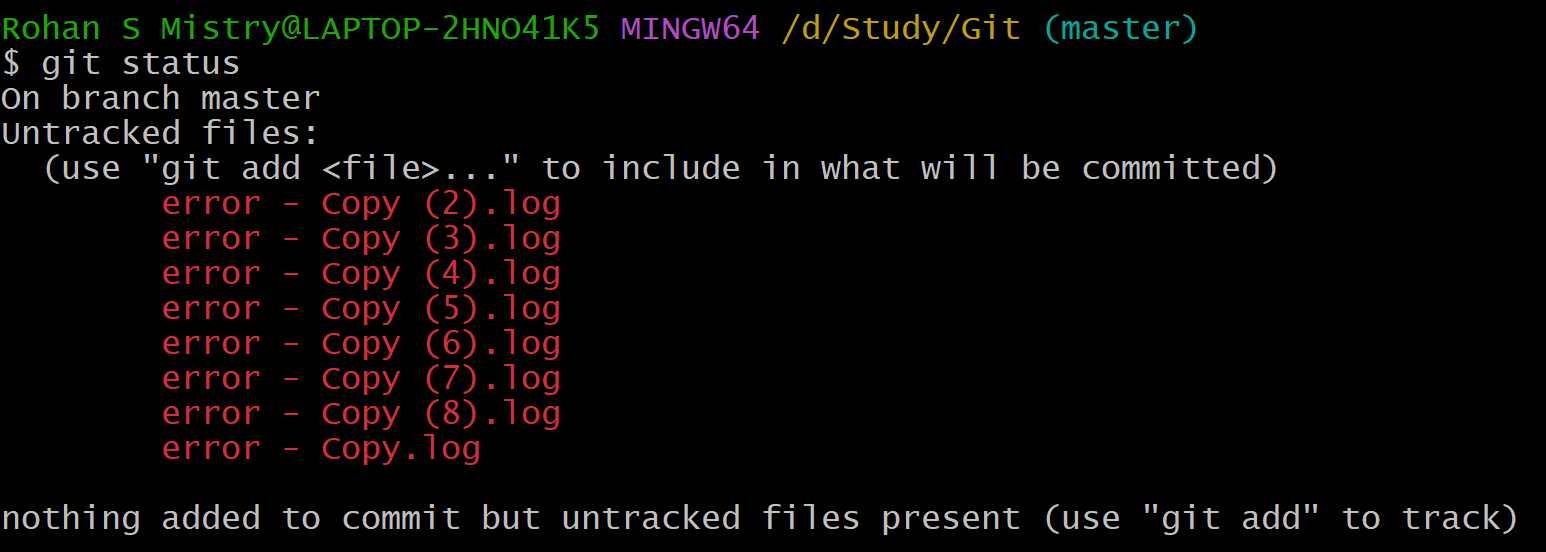 Rohan S Mistry@LAPTOP-2HNO41K5 MINGW64 /d/Study/Git (master)
$ git status
On branch master
Untracked files:
  (use "git add <file>..." to include in what will be committed)
        error - Copy (2).log
        error - Copy (3).log
        error - Copy (4).log
        error - Copy (5).log
        error - Copy (6).log
        error - Copy (7).log
        error - Copy (8).log
        error - Copy.log

nothing added to commit but untracked files present (use "git add" to track)